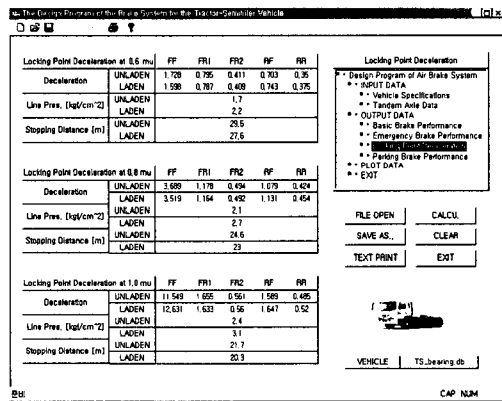 The Design Program of the Brake System for the Tractor-Semitrailer Vehicle
Locking Point Deceleration at 0,6 mu FF FR1 FR2 RF RR
Deceleration UNLADEN 1,728 0,795 0,411 0,703 0,35
LADEN 1,598 0,787 0,409 0,743 0,375
Line Pres, [kgf/cm^2] UNLADEN 1,7
LADEN 2,2
Stopping Distance [m] UNLADEN 29,6
LADEN 27,6
Locking Point Deceleration at 0,8 mu FF FR1 FR2 RF RR
Deceleration UNLADEN 3,689 1,178 0,494 1,079 0,424
LADEN 3,519 1,164 0,492 1,131 0,454
Line Pres, [kgf/cm^2] UNLADEN 2,1
LADEN 2,7
Stopping Distance [m] UNLADEN 24,6
LADEN 23
Locking Point Deceleration at 1,0 mu FF FR1 FR2 RF RR
Deceleration UNLADEN 11,549 1,655 0,561 1,589 0,485
LADEN 12,631 1,633 0,56 1,647 0,52
Line Pres, [kgf/cm^2] UNLADEN 2,4
LADEN 3,1
Stopping Distance [m] UNLADEN 21,7
LADEN 20,3
Locking Point Deceleration
Design Program of Air Brake System
INPUT DATA
Vehicle Specifications
Tandem Axle Data
OUTPUT DATA
Basic Brake Performance
Emergency Brake Performance
Locking Point Deceleration
Parking Brake Performance
PLOT DATA
EXIT
FILE OPEN CALCU,
SAVE AS,, CLEAR
TEXT PRINT EXIT
VEHICLE TS_bearing,db
준비 CAP NUM